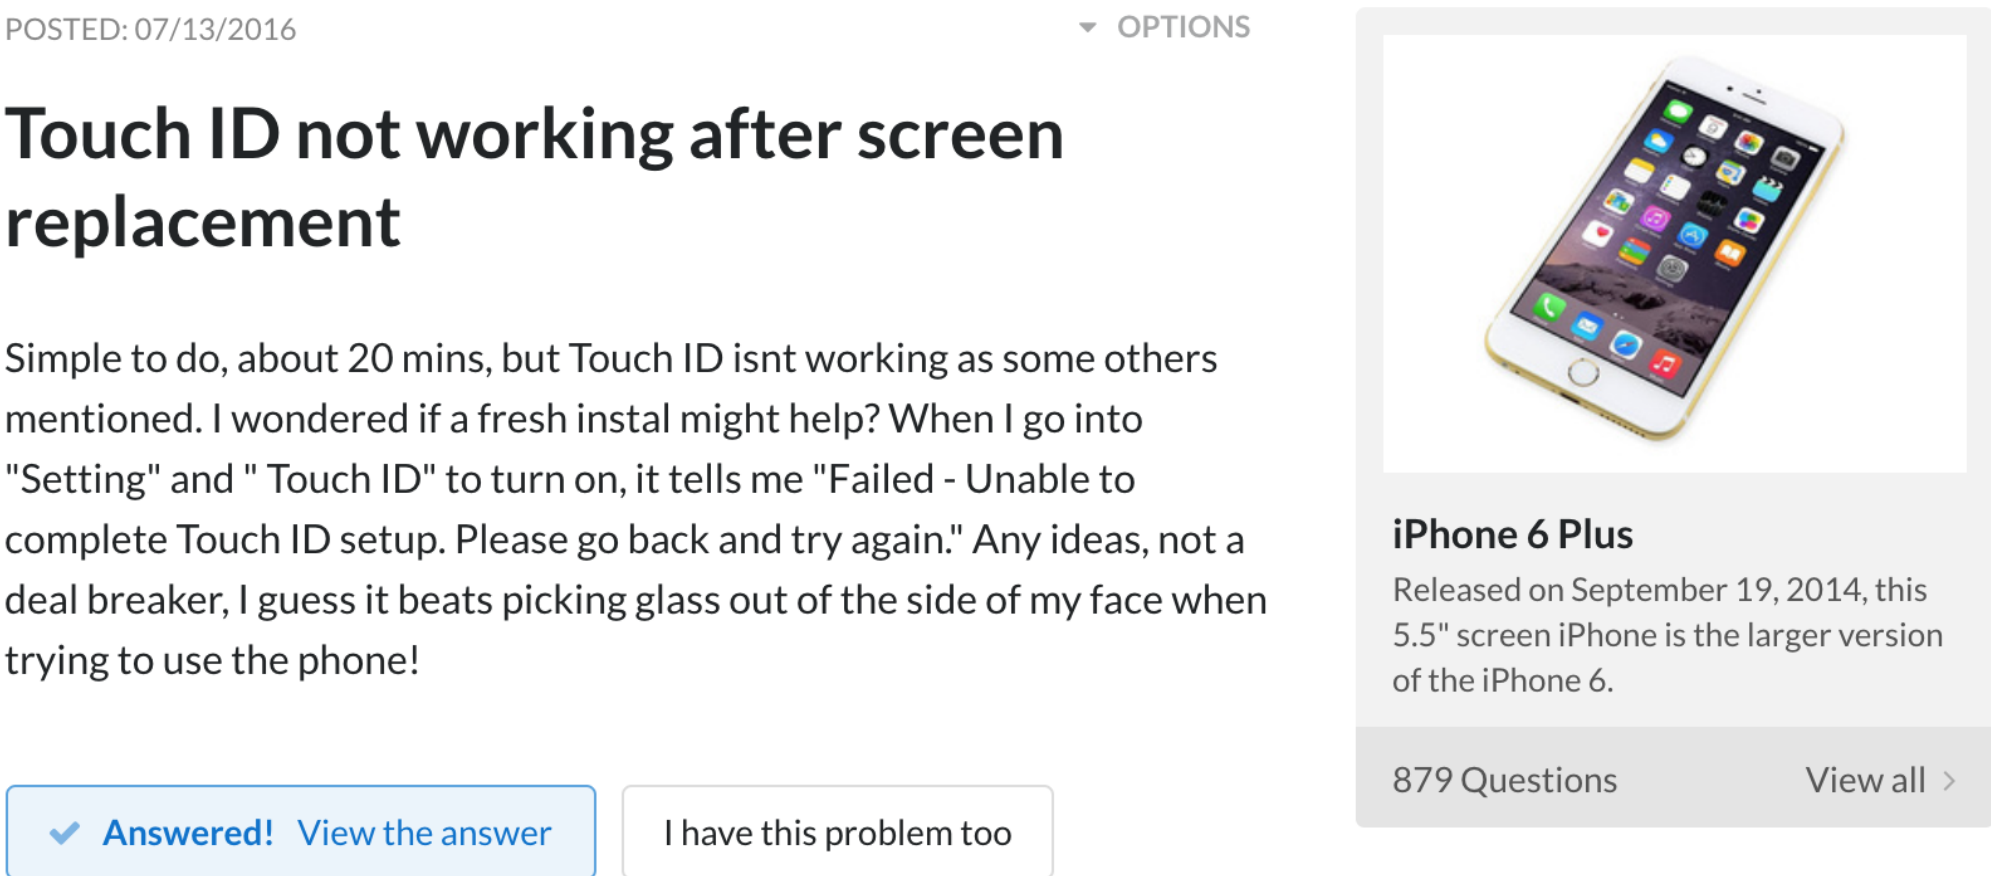 POSTED: 07/13/2016
OPTIONS
Touch ID not working after screen
replacement
Simple to do, about 20 mins, but Touch ID isnt working as some others
mentioned. I wondered if a fresh instal might help? When I go into
"Setting" and " Touch ID" to turn on, it tells me "Failed - Unable to
complete Touch ID setup. Please go back and try again." Any ideas, not a
deal breaker, I guess it beats picking glass out of the side of my face when
trying to use the phone!
Answered! View the answer
I have this problem too
iPhone 6 Plus
Released on September 19, 2014, this
5.5" screen iPhone is the larger version
of the iPhone 6.
879 Questions
View all